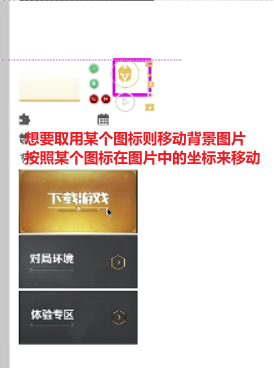 想要取用某个图标则移动背景图片
按照某个图标在图片中的坐标来移动
下载游戏
对局环境
体验专区